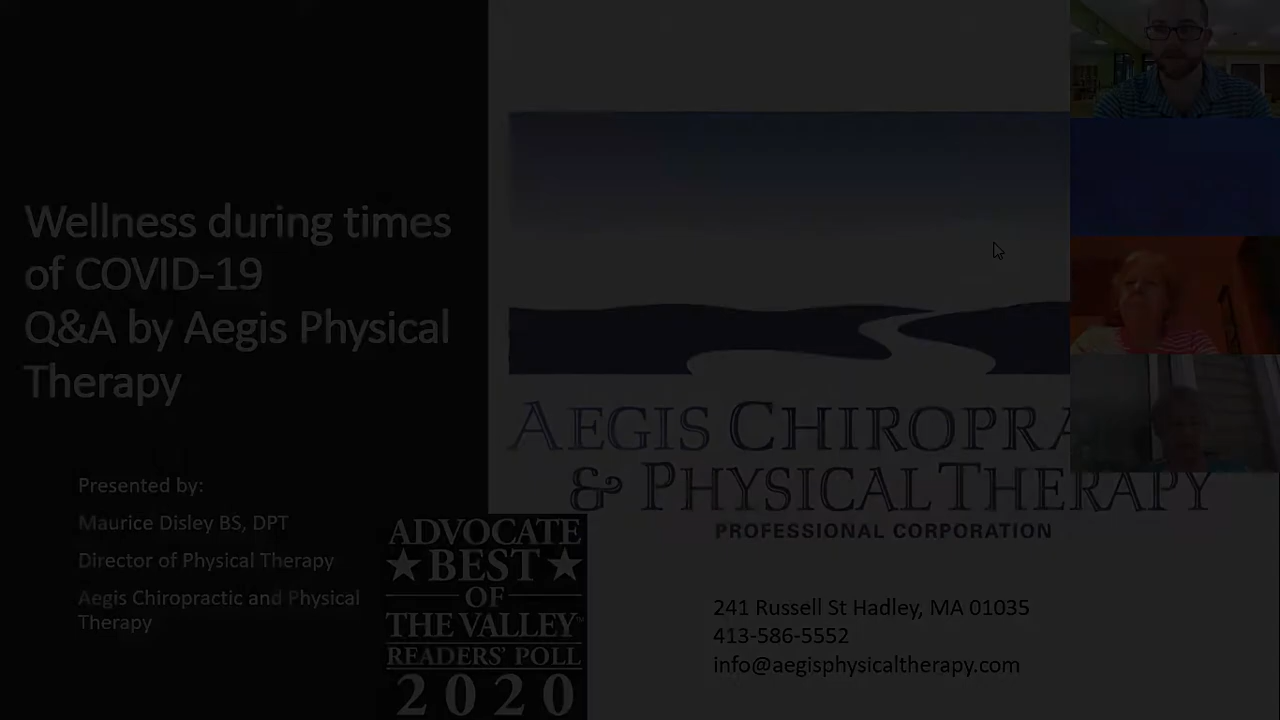 Wellness during times
of COVID-19
Q&A by Aegis Physical
Therapy
Presented by:
Maurice Disley BS, DPT
Director of Physical Therapy
Aegis Chiropractic and Physical
Therapy
ADVOCATE
BEST
OF
THE VALLEY™
READERS' POLL
2020
AEGIS CHIROPRA
& PHYSICAL THERAPY
PROFESSIONAL CORPORATION
241 Russell St Hadley, MA 01035
413-586-5552
info@aegisphysicaltherapy.com